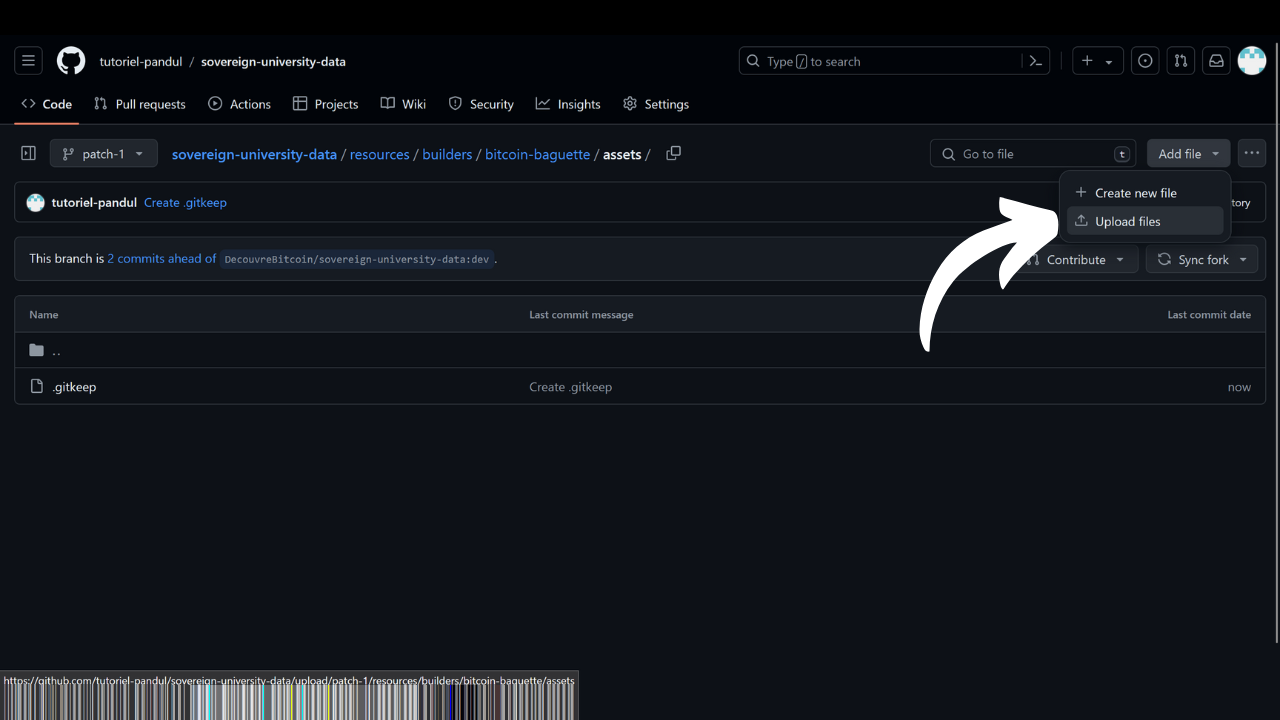 tutoriel-pandul / sovereign-university-data
Type / to search
Code Pull requests Actions Projects Wiki Security Insights Settings
patch-1 sovereign-university-data / resources / builders / bitcoin-baguette / assets / Go to file t Add file
Create new file
Upload files
tutoriel-pandul Create .gitkeep
This branch is 2 commits ahead of DecouvreBitcoin/sovereign-university-data:dev .
Contribute Sync fork
Name Last commit message Last commit date
. .
.gitkeep Create .gitkeep now
https://github.com/tutoriel-pandul/sovereign-university-data/upload/patch-1/resources/builders/bitcoin-baguette/assets